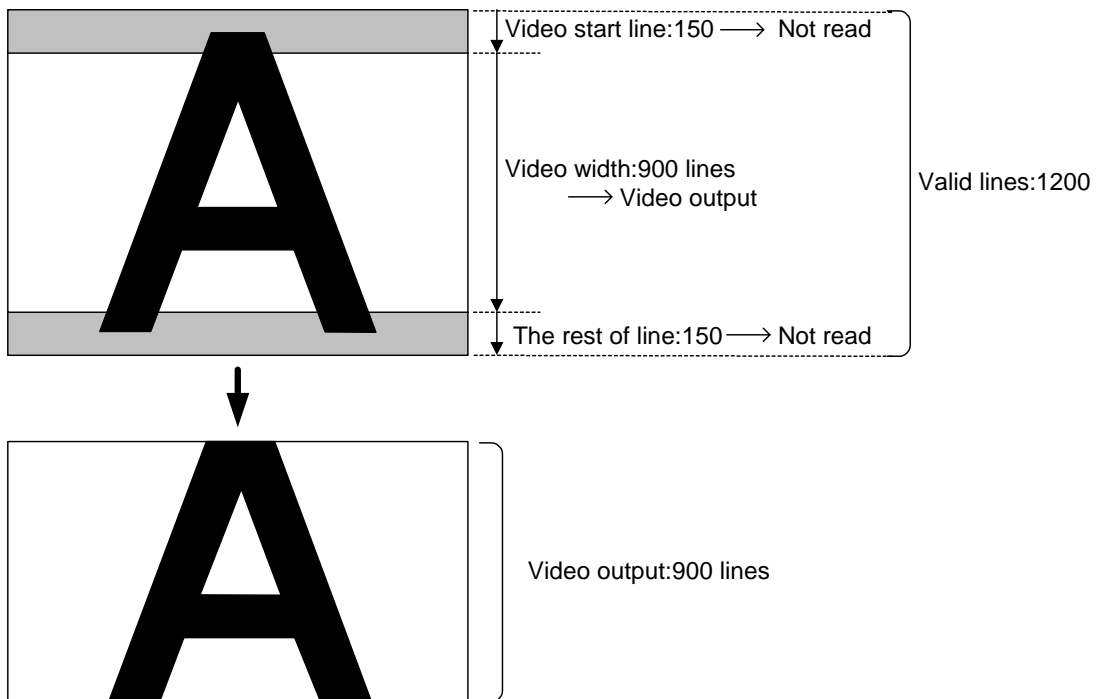 Video start line:150 → Not read
Video width:900 lines
→ Video output
Valid lines:1200
The rest of line:150 → Not read
A
Video output:900 lines
A